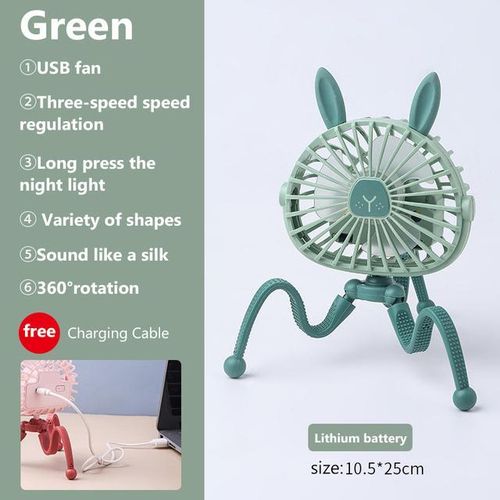 Green
①USB fan
②Three-speed speed
regulation
③Long press the
night light
④ Variety of shapes
⑤Sound like a silk
⑥360°rotation
free Charging Cable
Lithium battery
size:10.5*25cm